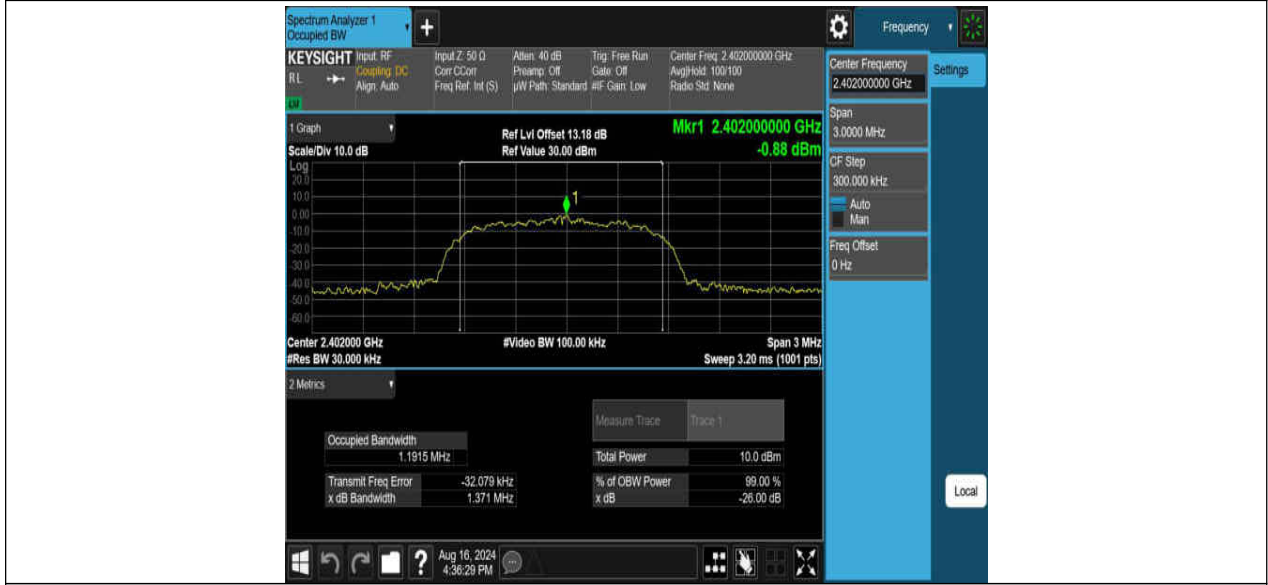 Spectrum Analyzer 1
Occupied BW
+
Frequency
KEYSIGHT
RL
LXI
Input: RF
Coupling: DC
Align: Auto
Input Z: 50 Ω
Corr CCorr
Freq Ref: Int (S)
Atten: 40 dB
Preamp: Off
µW Path: Standard
Trig: Free Run
Gate: Off
#IF Gain: Low
Center Freq: 2.402000000 GHz
Avg|Hold: 100/100
Radio Std: None
Center Frequency
2.402000000 GHz
Settings
Span
3.0000 MHz
CF Step
300.000 kHz
Auto
Man
Freq Offset
0 Hz
Local
1 Graph
Scale/Div 10.0 dB
Ref Lvl Offset 13.18 dB
Ref Value 30.00 dBm
Mkr1 2.402000000 GHz
-0.88 dBm
Log
20.0
10.0
0.00
-10.0
-20.0
-30.0
-40.0
-50.0
-60.0
1
Center 2.402000 GHz
#Res BW 30.000 kHz
#Video BW 100.00 kHz
Span 3 MHz
Sweep 3.20 ms (1001 pts)
2 Metrics
Measure Trace Trace 1
Occupied Bandwidth
1.1915 MHz
Total Power 10.0 dBm
Transmit Freq Error -32.079 kHz
% of OBW Power 99.00 %
x dB Bandwidth 1.371 MHz
x dB -26.00 dB
?
Aug 16, 2024
4:36:29 PM